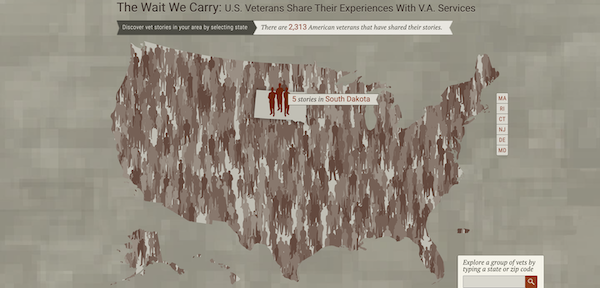 The Wait We Carry: U.S. Veterans Share Their Experiences With V.A. Services
Discover vet stories in your area by selecting state
There are 2,313 American veterans that have shared their stories.
5 stories in South Dakota
MA
RI
CT
NJ
DE
MD
Explore a group of vets by
typing a state or zip code